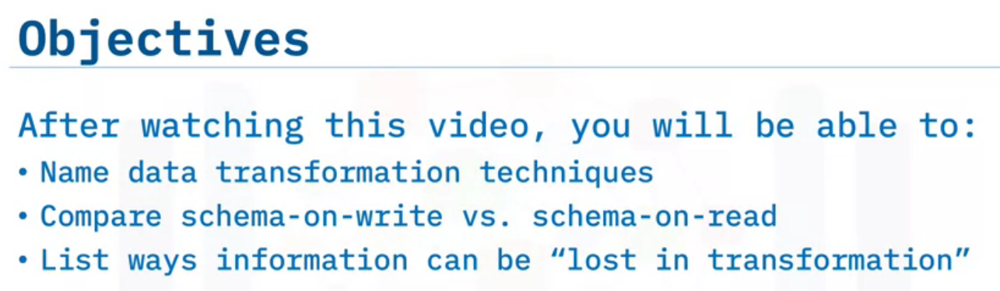 Objectives
After watching this video, you will be able to:
• Name data transformation techniques
• Compare schema-on-write vs. schema-on-read
• List ways information can be “lost in transformation”